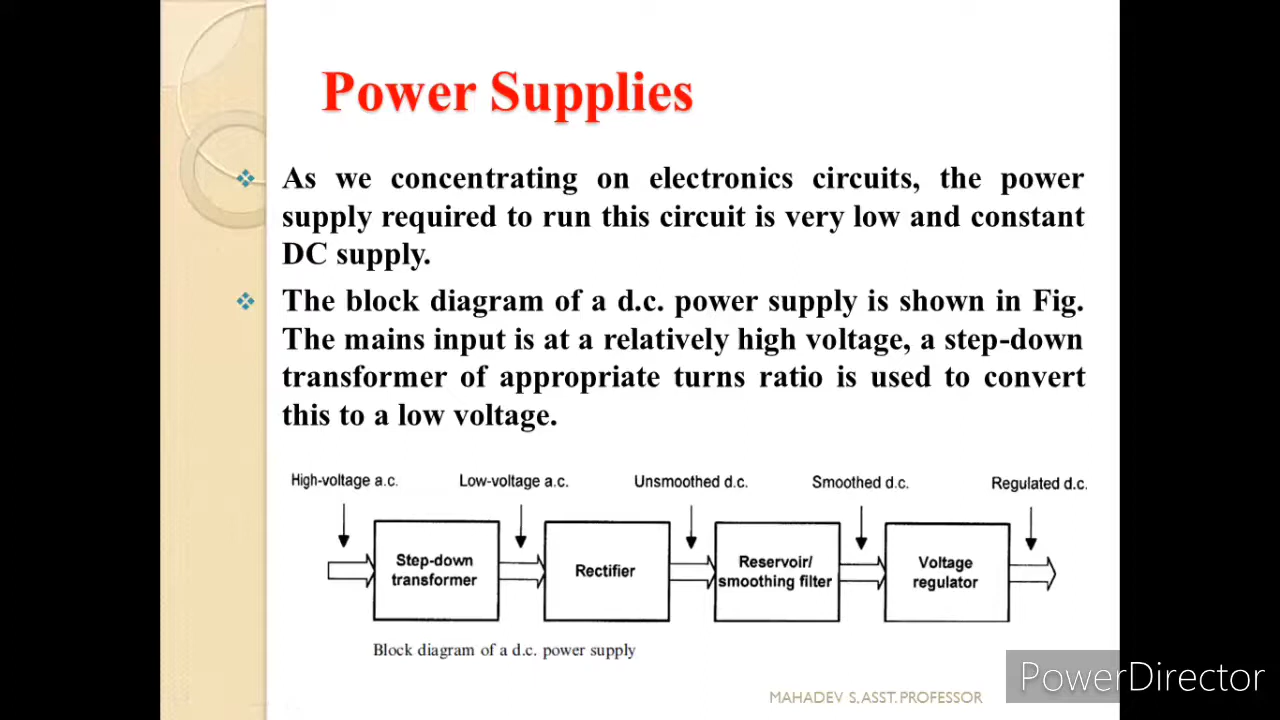 Power Supplies
As we concentrating on electronics circuits, the power
supply required to run this circuit is very low and constant
DC supply.
The block diagram of a d.c. power supply is shown in Fig.
The mains input is at a relatively high voltage, a step-down
transformer of appropriate turns ratio is used to convert
this to a low voltage.
High-voltage a.c.
Low-voltage a.c.
Unsmoothed d.c.
Smoothed d.c.
Regulated d.c.
Step-down
transformer
Rectifier
Reservoir/
smoothing filter
Voltage
regulator
Block diagram of a d.c. power supply
MAHADEV S, ASST. PROFESSOR
PowerDirector